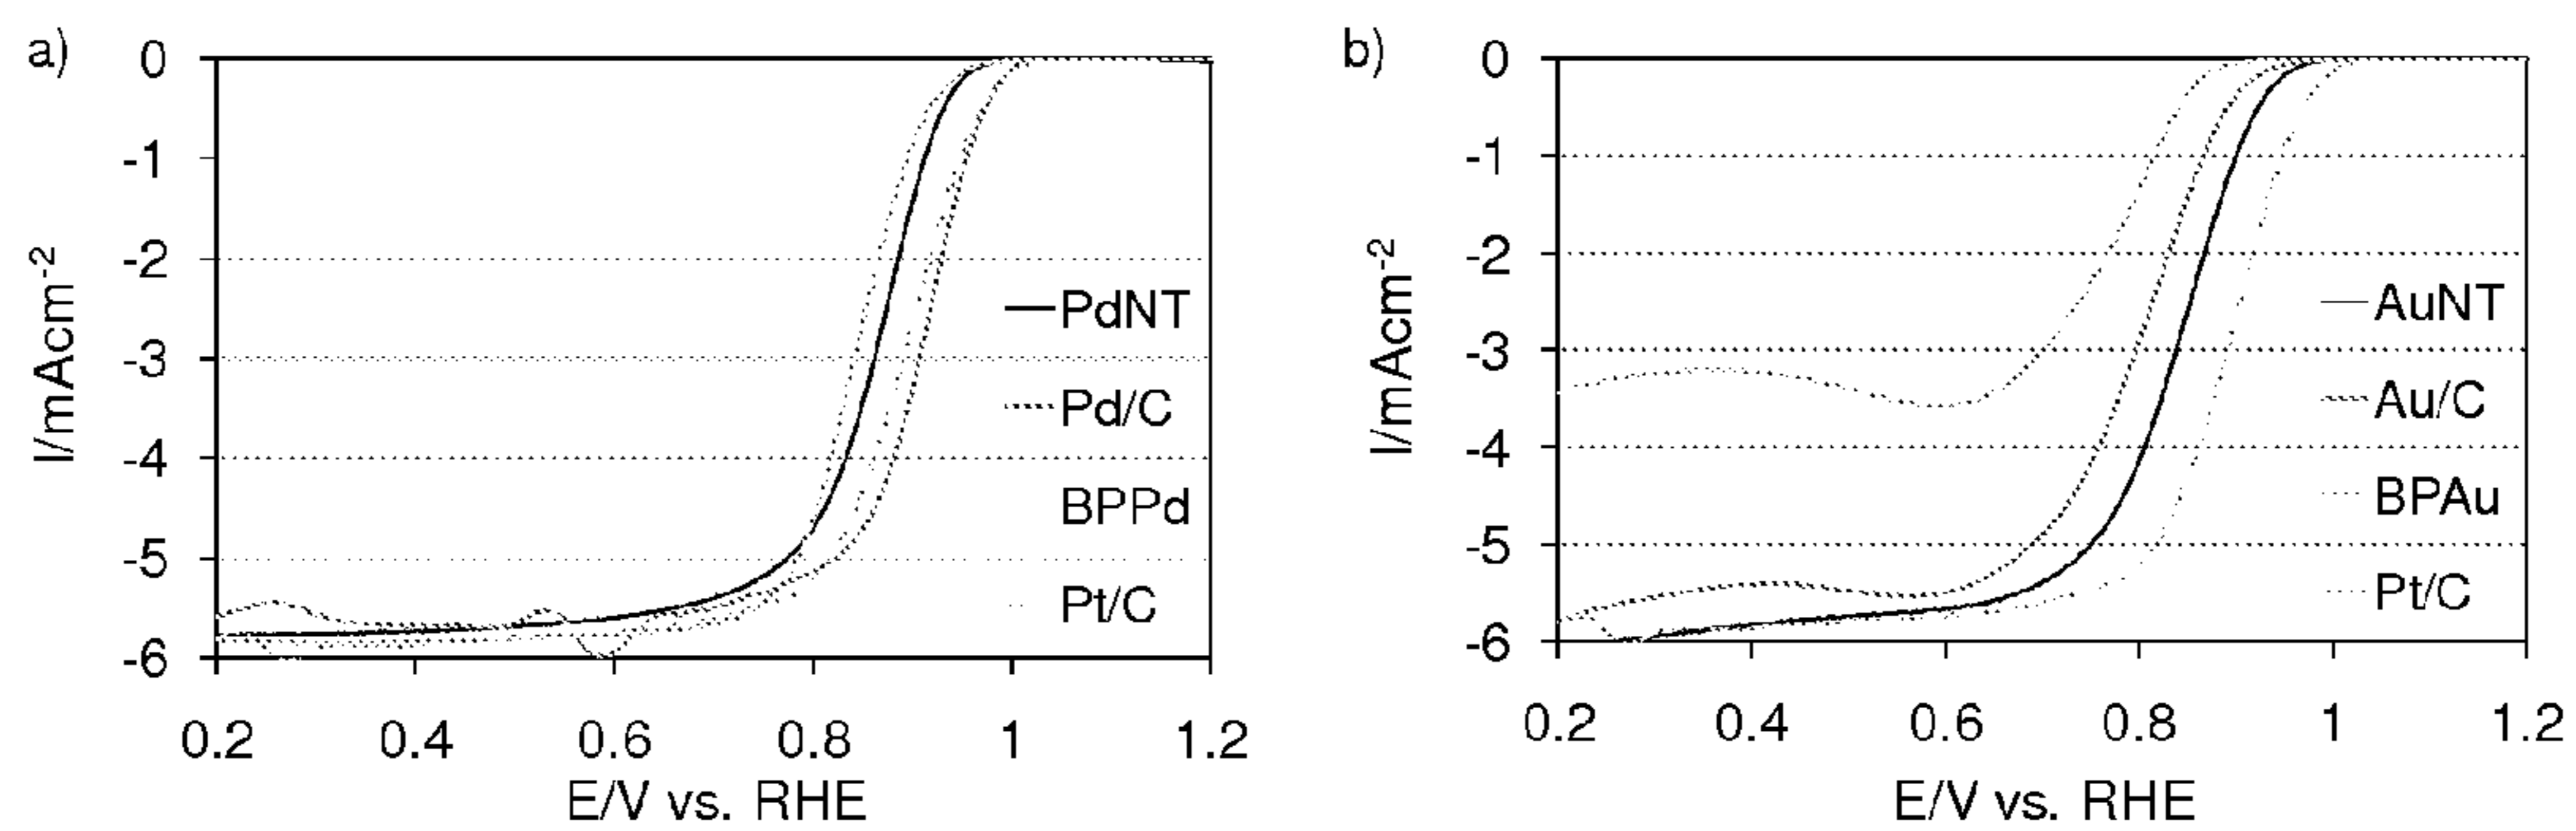 a)
0
-1
-2
-3
-4
-5
-6
I/mAcm-2
0.2 0.4 0.6 0.8 1 1.2
E/V vs. RHE
PdNT
Pd/C
BPPd
Pt/C
b)
0
-1
-2
-3
-4
-5
-6
I/mAcm-2
0.2 0.4 0.6 0.8 1 1.2
E/V vs. RHE
AuNT
Au/C
BPAu
Pt/C